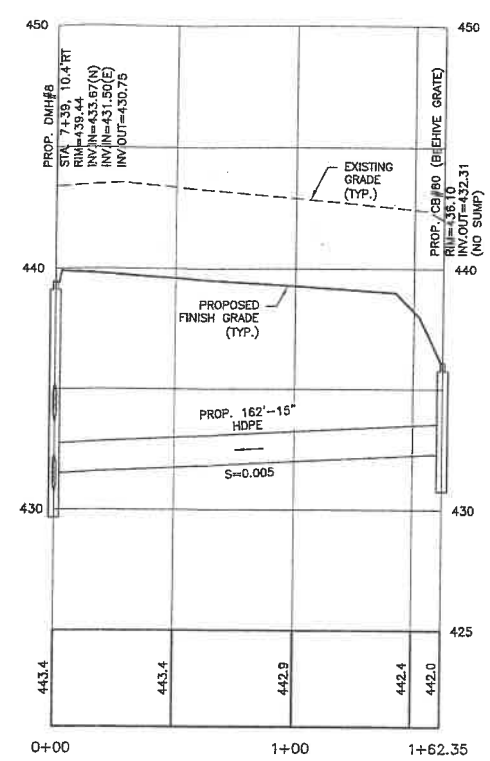 450
450
PROP. DMH#8
STA. 7+39, 10.4'RT
RIM=439.44
INV.IN=433.67(N)
INV.IN=431.50(E)
INV.OUT=430.75
EXISTING
GRADE
(TYP.)
PROP. CB#80 (BEEHIVE GRATE)
RIM=436.10
INV.OUT=432.31
(NO SUMP)
440
440
PROPOSED
FINISH GRADE
(TYP.)
PROP. 162'-15"
HDPE
S=0.005
430
430
425
443.4
443.4
442.9
442.4
442.0
0+00
1+00
1+62.35